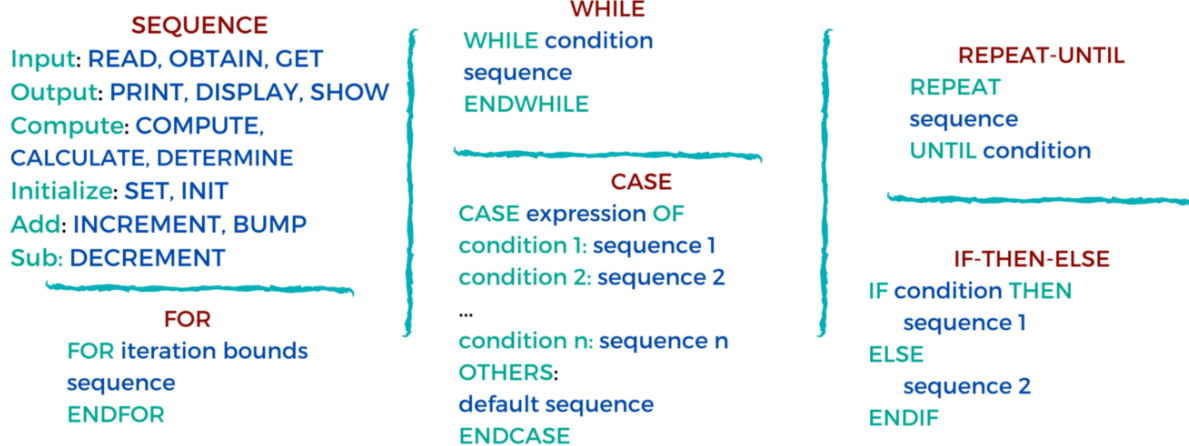 SEQUENCE
Input: READ, OBTAIN, GET
Output: PRINT, DISPLAY, SHOW
Compute: COMPUTE,
CALCULATE, DETERMINE
Initialize: SET, INIT
Add: INCREMENT, BUMP
Sub: DECREMENT
FOR
FOR iteration bounds
sequence
ENDFOR
WHILE
WHILE condition
sequence
ENDWHILE
CASE
CASE expression OF
condition 1: sequence 1
condition 2: sequence 2
...
condition n: sequence n
OTHERS:
default sequence
ENDCASE
REPEAT-UNTIL
REPEAT
sequence
UNTIL condition
IF-THEN-ELSE
IF condition THEN
sequence 1
ELSE
sequence 2
ENDIF